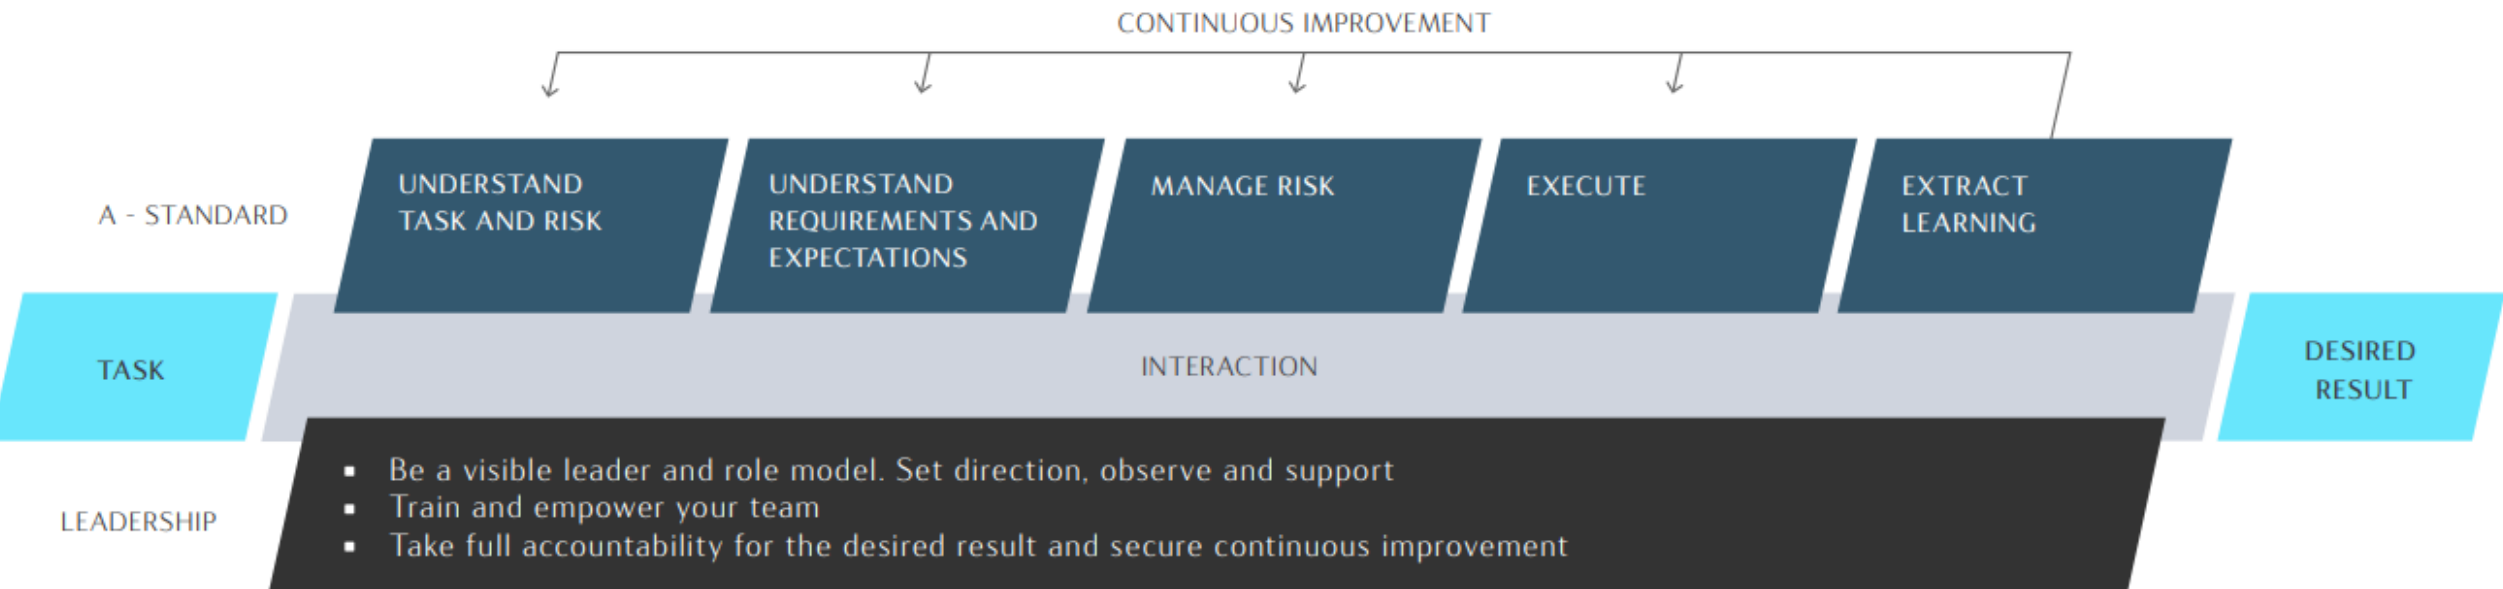 CONTINUOUS IMPROVEMENT
A - STANDARD
UNDERSTAND
TASK AND RISK
UNDERSTAND
REQUIREMENTS AND
EXPECTATIONS
MANAGE RISK
EXECUTE
EXTRACT
LEARNING
TASK
INTERACTION
DESIRED
RESULT
LEADERSHIP
▪ Be a visible leader and role model. Set direction, observe and support
▪ Train and empower your team
▪ Take full accountability for the desired result and secure continuous improvement